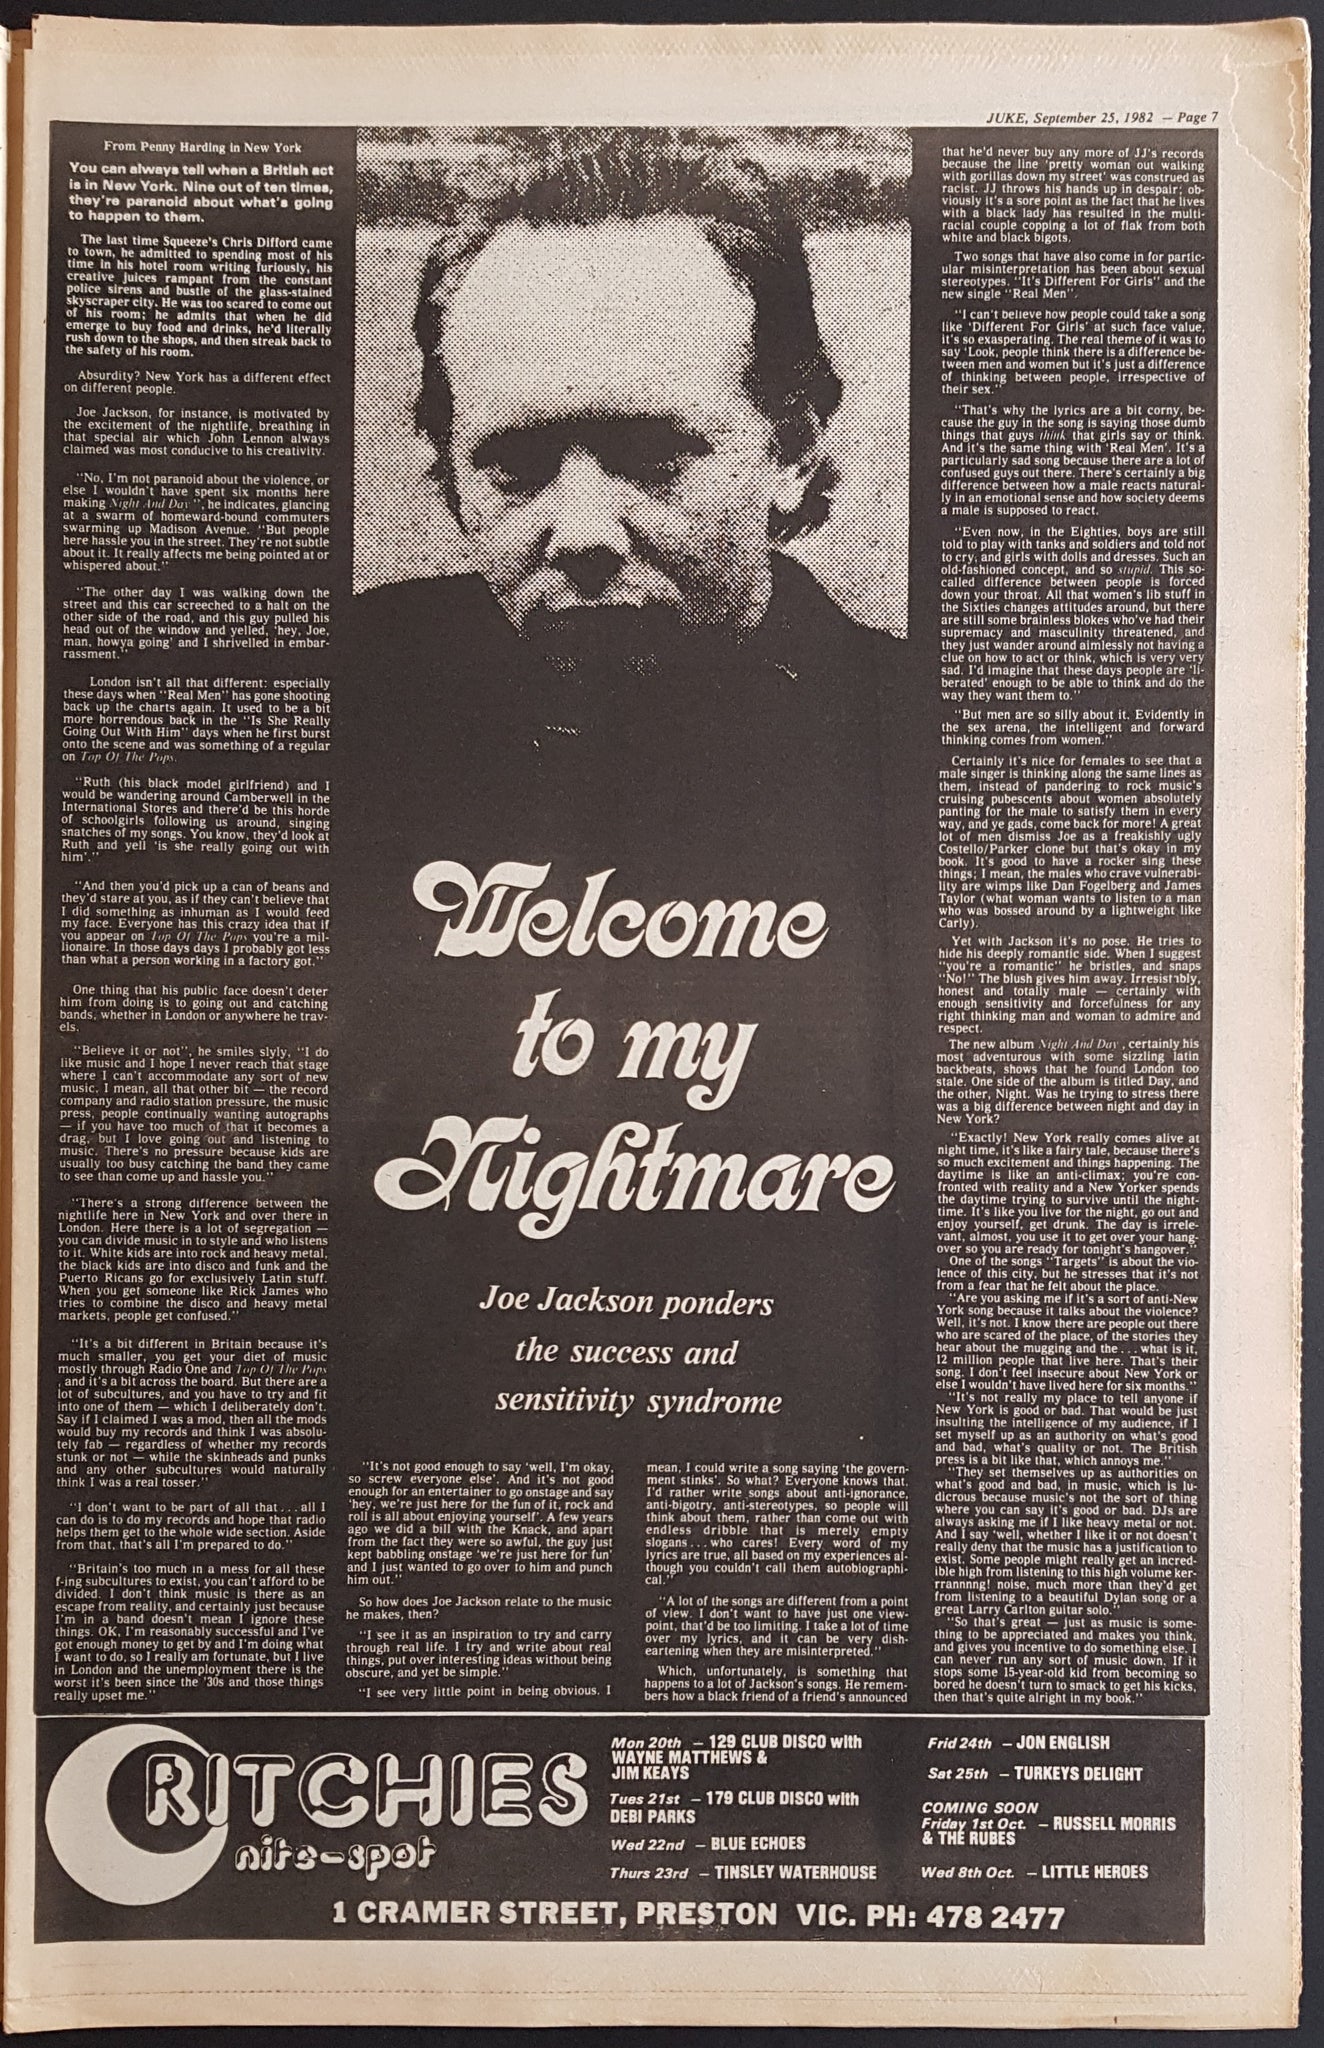 JUKE, September 25, 1982 — Page 7
From Penny Harding in New York
You can always tell when a British act
is in New York. Nine out of ten times,
they're paranoid about what's going
to happen to them.
The last time Squeeze's Chris Difford came
to town, he admitted to spending most of his
time in his hotel room writing furiously, his
creative juices rampant from the constant
police sirens and bustle of the glass-stained
skyscraper city. He was too scared to come out
of his room; he admits that when he did
emerge to buy food and drinks, he'd literally
rush down to the shops, and then streak back to
the safety of his room.
Absurdity? New York has a different effect
on different people.
Joe Jackson, for instance, is motivated by
the excitement of the nightlife, breathing in
that special air which John Lennon always
claimed was most conducive to his creativity.
"No, I'm not paranoid about the violence, or
else I wouldn't have spent six months here
making Night And Day", he indicates, glancing
at a swarm of homeward-bound commuters
swarming up Madison Avenue. "But people
here hassle you in the street. They're not subtle
about it. It really affects me being pointed at or
whispered about."
"The other day I was walking down the
street and this car screeched to a halt on the
other side of the road, and this guy pulled his
head out of the window and yelled, 'hey, Joe,
man, howya going' and I shrivelled in embar-
rassment."
London isn't all that different: especially
these days when "Real Men" has gone shooting
back up the charts again. It used to be a bit
more horrendous back in the "Is She Really
Going Out With Him" days when he first burst
onto the scene and was something of a regular
on Top Of The Pops.
"Ruth (his black model girlfriend) and I
would be wandering around Camberwell in the
International Stores and there'd be this horde
of schoolgirls following us around, singing
snatches of my songs. You know, they'd look at
Ruth and yell 'is she really going out with
him'."
"And then you'd pick up a can of beans and
they'd stare at you, as if they can't believe that
I did something as inhuman as I would feed
my face. Everyone has this crazy idea that if
you appear on Top Of The Pops you're a mil-
lionaire. In those days days I probably got less
than what a person working in a factory got."
One thing that his public face doesn't deter
him from doing is to going out and catching
bands, whether in London or anywhere he trav-
els.
"Believe it or not", he smiles slyly, "I do
like music and I hope I never reach that stage
where I can't accommodate any sort of new
music. I mean, all that other bit — the record
company and radio station pressure, the music
press, people continually wanting autographs
— if you have too much of that it becomes a
drag, but I love going out and listening to
music. There's no pressure because kids are
usually too busy catching the band they came
to see than come up and hassle you."
"There's a strong difference between the
nightlife here in New York and over there in
London. Here there is a lot of segregation —
you can divide music in to style and who listens
to it. White kids are into rock and heavy metal,
the black kids are into disco and funk and the
Puerto Ricans go for exclusively Latin stuff.
When you get someone like Rick James who
tries to combine the disco and heavy metal
markets, people get confused."
"It's a bit different in Britain because it's
much smaller, you get your diet of music
mostly through Radio One and Top Of The Pops
, and it's a bit across the board. But there are a
lot of subcultures, and you have to try and fit
into one of them — which I deliberately don't.
Say if I claimed I was a mod, then all the mods
would buy my records and think I was absolu-
tely fab — regardless of whether my records
stunk or not — while the skinheads and punks
and any other subcultures would naturally
think I was a real tosser."
"I don't want to be part of all that . . . all I
can do is to do my records and hope that radio
helps them get to the whole wide section. Aside
from that, that's all I'm prepared to do."
"Britain's too much in a mess for all these
f-ing subcultures to exist, you can't afford to be
divided. I don't think music is there as an
escape from reality, and certainly just because
I'm in a band doesn't mean I ignore these
things. OK, I'm reasonably successful and I've
got enough money to get by and I'm doing what
I want to do, so I really am fortunate, but I live
in London and the unemployment there is the
worst it's been since the '30s and those things
really upset me."
Welcome
to my
Nightmare
Joe Jackson ponders
the success and
sensitivity syndrome
"It's not good enough to say 'well, I'm okay,
so screw everyone else'. And it's not good
enough for an entertainer to go onstage and say
'hey, we're just here for the fun of it, rock and
roll is all about enjoying yourself'. A few years
ago we did a bill with the Knack, and apart
from the fact they were so awful, the guy just
kept babbling onstage 'we're just here for fun'
and I just wanted to go over to him and punch
him out."
So how does Joe Jackson relate to the music
he makes, then?
"I see it as an inspiration to try and carry
through real life. I try and write about real
things, put over interesting ideas without being
obscure, and yet be simple."
"I see very little point in being obvious. I
mean, I could write a song saying 'the govern-
ment stinks'. So what? Everyone knows that.
I'd rather write songs about anti-ignorance,
anti-bigotry, anti-stereotypes, so people will
think about them, rather than come out with
endless dribble that is merely empty
slogans . . . who cares! Every word of my
lyrics are true, all based on my experiences al-
though you couldn't call them autobiographi-
cal."
"A lot of the songs are different from a point
of view. I don't want to have just one view-
point, that'd be too limiting. I take a lot of time
over my lyrics, and it can be very dish-
eartening when they are misinterpreted."
Which, unfortunately, is something that
happens to a lot of Jackson's songs. He remem-
bers how a black friend of a friend's announced
that he'd never buy any more of JJ's records
because the line 'pretty woman out walking
with gorillas down my street' was construed as
racist. JJ throws his hands up in despair; ob-
viously it's a sore point as the fact that he lives
with a black lady has resulted in the multi-
racial couple copping a lot of flak from both
white and black bigots.
Two songs that have also come in for partic-
ular misinterpretation has been about sexual
stereotypes. "It's Different For Girls" and the
new single "Real Men".
"I can't believe how people could take a song
like 'Different For Girls' at such face value,
it's so exasperating. The real theme of it was to
say 'Look, people think there is a difference be-
tween men and women but it's just a difference
of thinking between people, irrespective of
their sex."
"That's why the lyrics are a bit corny, be-
cause the guy in the song is saying those dumb
things that guys think that girls say or think.
And it's the same thing with 'Real Men'. It's a
particularly sad song because there are a lot of
confused guys out there. There's certainly a big
difference between how a male reacts natural-
ly in an emotional sense and how society deems
a male is supposed to react.
"Even now, in the Eighties, boys are still
told to play with tanks and soldiers and told not
to cry, and girls with dolls and dresses. Such an
old-fashioned concept, and so stupid. This so-
called difference between people is forced
down your throat. All that women's lib stuff in
the Sixties changes attitudes around, but there
are still some brainless blokes who've had their
supremacy and masculinity threatened, and
they just wander around aimlessly not having a
clue on how to act or think, which is very very
sad. I'd imagine that these days people are 'li-
berated' enough to be able to think and do the
way they want them to."
"But men are so silly about it. Evidently in
the sex arena, the intelligent and forward
thinking comes from women."
Certainly it's nice for females to see that a
male singer is thinking along the same lines as
them, instead of pandering to rock music's
cruising pubescents about women absolutely
panting for the male to satisfy them in every
way, and ye gads, come back for more! A great
lot of men dismiss Joe as a freakishly ugly
Costello/Parker clone but that's okay in my
book. It's good to have a rocker sing these
things; I mean, the males who crave vulnerabi-
lity are wimps like Dan Fogelberg and James
Taylor (what woman wants to listen to a man
who was bossed around by a lightweight like
Carly).
Yet with Jackson it's no pose. He tries to
hide his deeply romantic side. When I suggest
"you're a romantic" he bristles, and snaps
"No!" The blush gives him away. Irresistibly,
honest and totally male — certainly with
enough sensitivity and forcefulness for any
right thinking man and woman to admire and
respect.
The new album Night And Day , certainly his
most adventurous with some sizzling latin
backbeats, shows that he found London too
stale. One side of the album is titled Day, and
the other, Night. Was he trying to stress there
was a big difference between night and day in
New York?
"Exactly! New York really comes alive at
night time, it's like a fairy tale, because there's
so much excitement and things happening. The
daytime is like an anti-climax; you're con-
fronted with reality and a New Yorker spends
the daytime trying to survive until the night-
time. It's like you live for the night, go out and
enjoy yourself, get drunk. The day is irrele-
vant, almost, you use it to get over your hang-
over so you are ready for tonight's hangover."
One of the songs "Targets" is about the vio-
lence of this city, but he stresses that it's not
from a fear that he felt about the place.
"Are you asking me if it's a sort of anti-New
York song because it talks about the violence?
Well, it's not. I know there are people out there
who are scared of the place, of the stories they
hear about the mugging and the . . . what is it,
12 million people that live here. That's their
song. I don't feel insecure about New York or
else I wouldn't have lived here for six months."
"It's not really my place to tell anyone if
New York is good or bad. That would be just
insulting the intelligence of my audience, if I
set myself up as an authority on what's good
and bad, what's quality or not. The British
press is a bit like that, which annoys me."
"They set themselves up as authorities on
what's good and bad, in music, which is lu-
dicrous because music's not the sort of thing
where you can say it's good or bad. DJs are
always asking me if I like heavy metal or not.
And I say 'well, whether I like it or not doesn't
really deny that the music has a justification to
exist. Some people might really get an incred-
ible high from listening to this high volume ker-
rrannnng! noise, much more than they'd get
from listening to a beautiful Dylan song or a
great Larry Carlton guitar solo."
"So that's great — just as music is some-
thing to be appreciated and makes you think,
and gives you incentive to do something else. I
can never run any sort of music down. If it
stops some 15-year-old kid from becoming so
bored he doesn't turn to smack to get his kicks,
then that's quite alright in my book."
RITCHIES
nite-spot
Mon 20th — 129 CLUB DISCO with
WAYNE MATTHEWS &
JIM KEAYS
Tues 21st — 179 CLUB DISCO with
DEBI PARKS
Wed 22nd — BLUE ECHOES
Thurs 23rd — TINSLEY WATERHOUSE
Frid 24th — JON ENGLISH
Sat 25th — TURKEYS DELIGHT
COMING SOON
Friday 1st Oct. — RUSSELL MORRIS
& THE RUBES
Wed 8th Oct. — LITTLE HEROES
1 CRAMER STREET, PRESTON VIC. PH: 478 2477